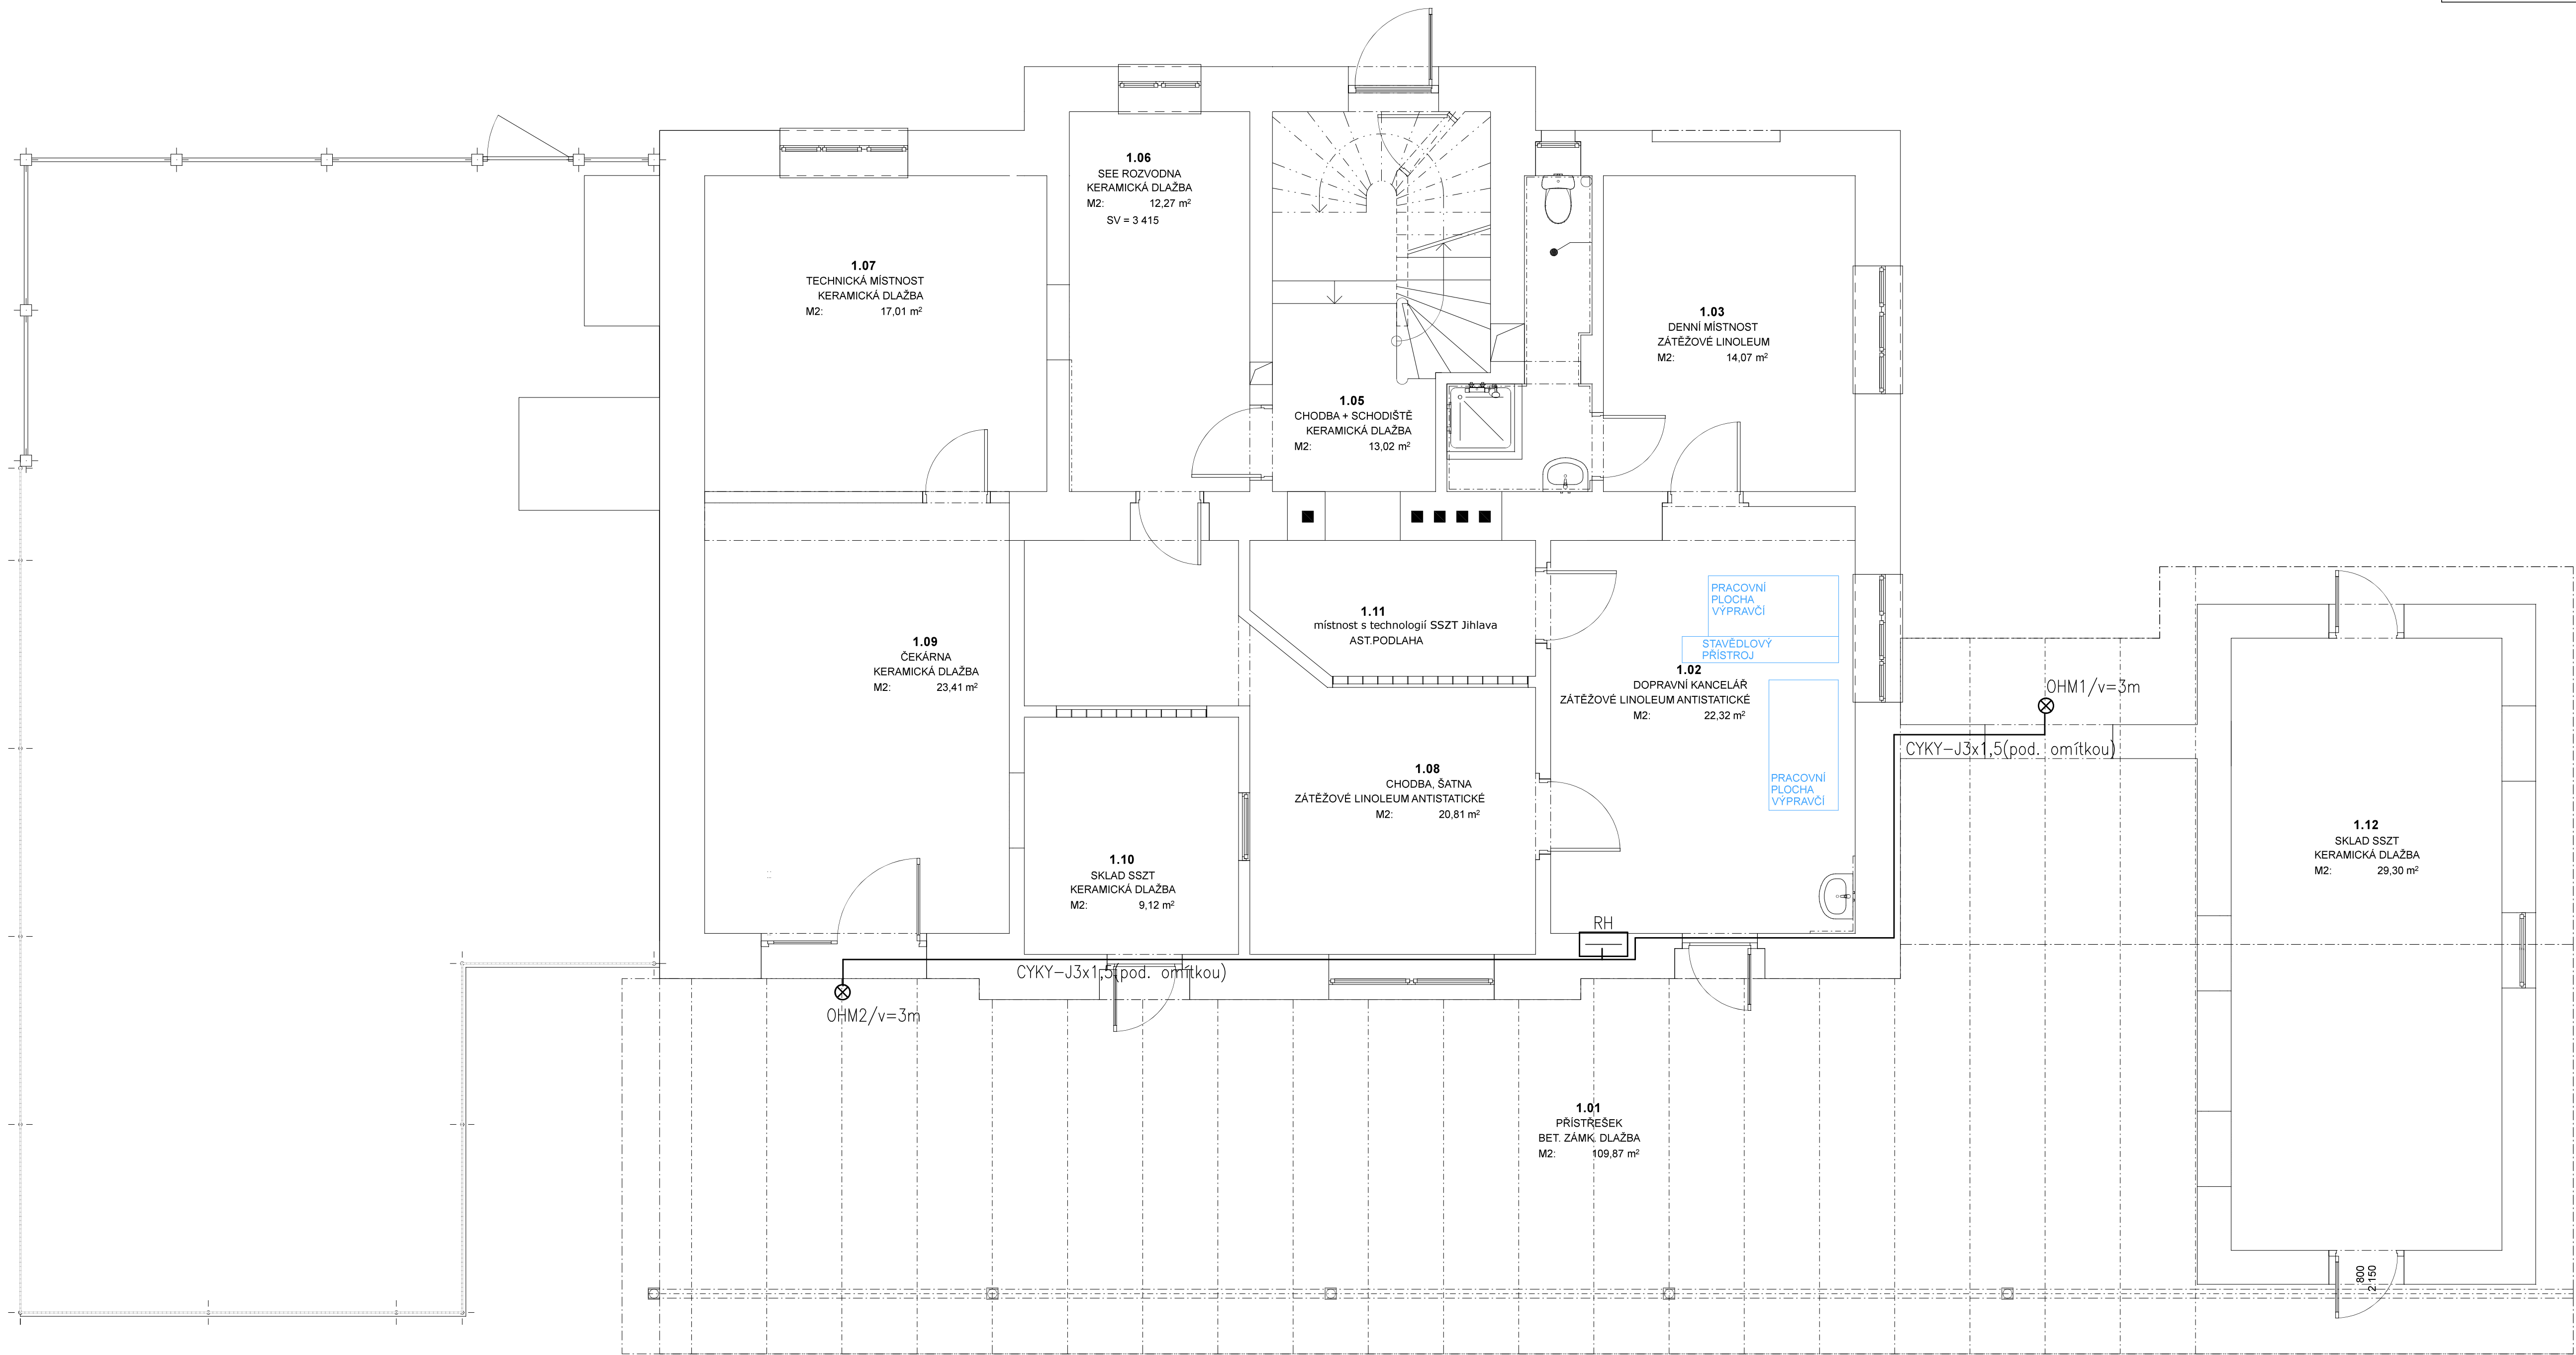 1.06
SEE ROZVODNA
KERAMICKÁ DLAŽBA
M2: 12,27 m²
SV = 3 415
1.07
TECHNICKÁ MÍSTNOST
KERAMICKÁ DLAŽBA
M2: 17,01 m²
1.03
DENNÍ MÍSTNOST
ZÁTĚŽOVÉ LINOLEUM
M2: 14,07 m²
1.05
CHODBA + SCHODIŠTĚ
KERAMICKÁ DLAŽBA
M2: 13,02 m²
1.09
ČEKÁRNA
KERAMICKÁ DLAŽBA
M2: 23,41 m²
1.11
místnost s technologií SSZT Jihlava
AST.PODLAHA
PRACOVNÍ
PLOCHA
VÝPRAVČÍ
STAVĚDLOVÝ
PŘÍSTROJ
1.02
DOPRAVNÍ KANCELÁŘ
ZÁTĚŽOVÉ LINOLEUM ANTISTATICKÉ
M2: 22,32 m²
PRACOVNÍ
PLOCHA
VÝPRAVČÍ
OHM1/v=3m
CYKY-J3x1,5(pod. omítkou)
1.08
CHODBA, ŠATNA
ZÁTĚŽOVÉ LINOLEUM ANTISTATICKÉ
M2: 20,81 m²
1.10
SKLAD SSZT
KERAMICKÁ DLAŽBA
M2: 9,12 m²
1.12
SKLAD SSZT
KERAMICKÁ DLAŽBA
M2: 29,30 m²
RH
CYKY-J3x1,5(pod. omítkou)
OHM2/v=3m
1.01
PŘÍSTŘEŠEK
BET. ZÁMK. DLAŽBA
M2: 109,87 m²
800
2 150